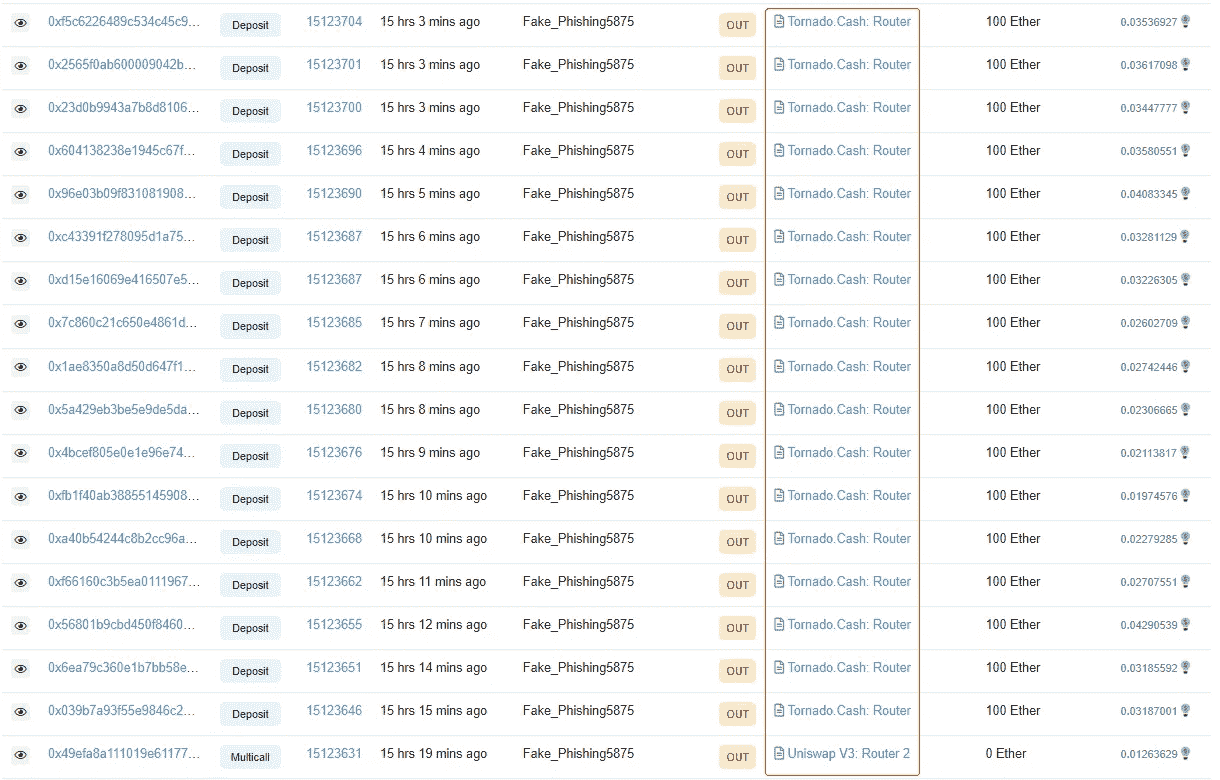 0xf5c6226489c534c45c9... Deposit 15123704 15 hrs 3 mins ago Fake_Phishing5875 OUT Tornado.Cash: Router 100 Ether 0.03536927
0x2565f0ab600009042b... Deposit 15123701 15 hrs 3 mins ago Fake_Phishing5875 OUT Tornado.Cash: Router 100 Ether 0.03617098
0x23d0b9943a7b8d8106... Deposit 15123700 15 hrs 3 mins ago Fake_Phishing5875 OUT Tornado.Cash: Router 100 Ether 0.03447777
0x604138238e1945c67f... Deposit 15123696 15 hrs 4 mins ago Fake_Phishing5875 OUT Tornado.Cash: Router 100 Ether 0.03580551
0x96e03b09f831081908... Deposit 15123690 15 hrs 5 mins ago Fake_Phishing5875 OUT Tornado.Cash: Router 100 Ether 0.04083345
0xc43391f278095d1a75... Deposit 15123687 15 hrs 6 mins ago Fake_Phishing5875 OUT Tornado.Cash: Router 100 Ether 0.03281129
0xd15e16069e416507e5... Deposit 15123687 15 hrs 6 mins ago Fake_Phishing5875 OUT Tornado.Cash: Router 100 Ether 0.03226305
0x7c860c21c650e4861d... Deposit 15123685 15 hrs 7 mins ago Fake_Phishing5875 OUT Tornado.Cash: Router 100 Ether 0.02602709
0x1ae8350a8d50d647f1... Deposit 15123682 15 hrs 8 mins ago Fake_Phishing5875 OUT Tornado.Cash: Router 100 Ether 0.02742446
0x5a429eb3be5e9de5da... Deposit 15123680 15 hrs 8 mins ago Fake_Phishing5875 OUT Tornado.Cash: Router 100 Ether 0.02306665
0x4bcef805e0e1e96e74... Deposit 15123676 15 hrs 9 mins ago Fake_Phishing5875 OUT Tornado.Cash: Router 100 Ether 0.02113817
0xfb1f40ab38855145908... Deposit 15123674 15 hrs 10 mins ago Fake_Phishing5875 OUT Tornado.Cash: Router 100 Ether 0.01974576
0xa40b54244c8b2cc96a... Deposit 15123668 15 hrs 10 mins ago Fake_Phishing5875 OUT Tornado.Cash: Router 100 Ether 0.02279285
0xf66160c3b5ea0111967... Deposit 15123662 15 hrs 11 mins ago Fake_Phishing5875 OUT Tornado.Cash: Router 100 Ether 0.02707551
0x56801b9cbd450f8460... Deposit 15123655 15 hrs 12 mins ago Fake_Phishing5875 OUT Tornado.Cash: Router 100 Ether 0.04290539
0x6ea79c360e1b7bb58e... Deposit 15123651 15 hrs 14 mins ago Fake_Phishing5875 OUT Tornado.Cash: Router 100 Ether 0.03185592
0x039b7a93f55e9846c2... Deposit 15123646 15 hrs 15 mins ago Fake_Phishing5875 OUT Tornado.Cash: Router 100 Ether 0.03187001
0x49efa8a111019e61177... Multicall 15123631 15 hrs 19 mins ago Fake_Phishing5875 OUT Uniswap V3: Router 2 0 Ether 0.01263629